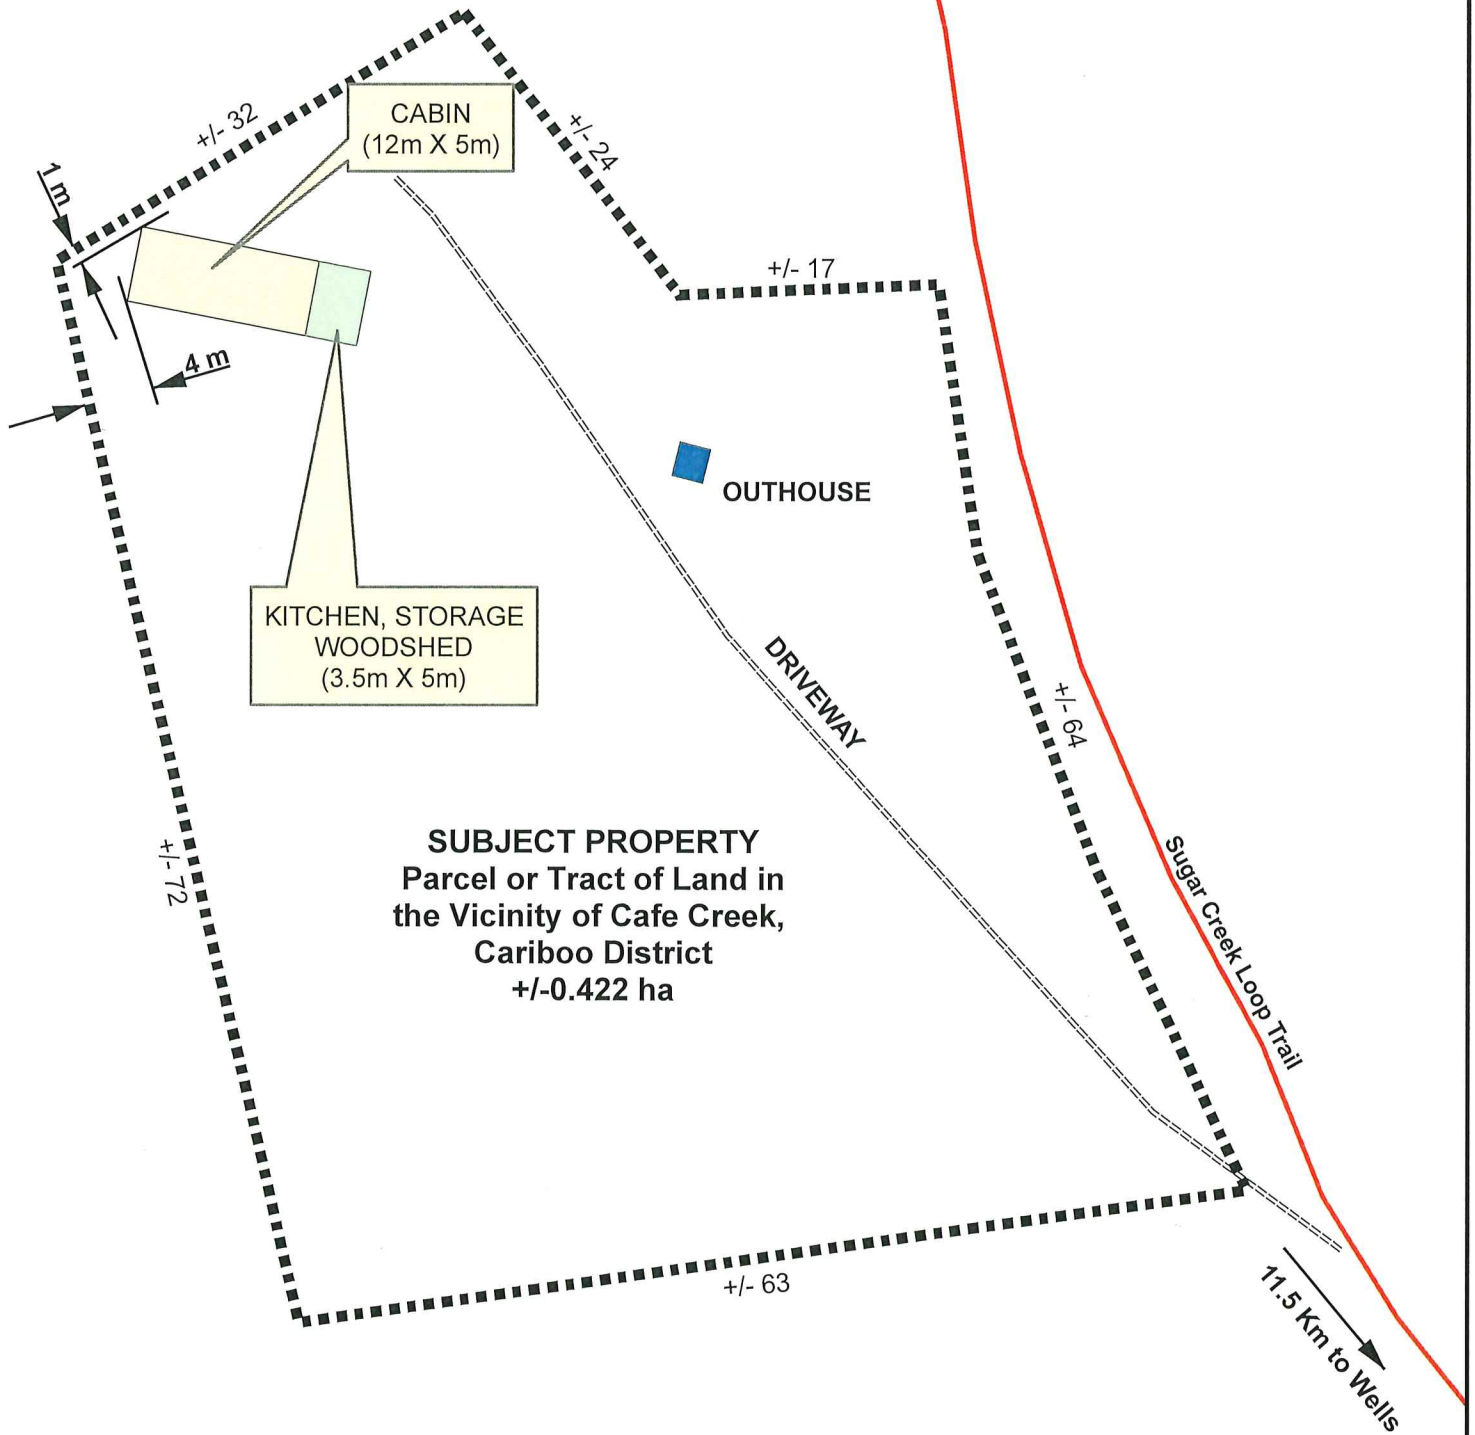 +/- 32
CABIN
(12m X 5m)
+/- 24
1 m
+/- 17
4 m
OUTHOUSE
KITCHEN, STORAGE
WOODSHED
(3.5m X 5m)
DRIVEWAY
+/- 64
SUBJECT PROPERTY
Parcel or Tract of Land in
the Vicinity of Cafe Creek,
Cariboo District
+/-0.422 ha
+/- 72
Sugar Creek Loop Trail
+/- 63
11.5 Km to Wells